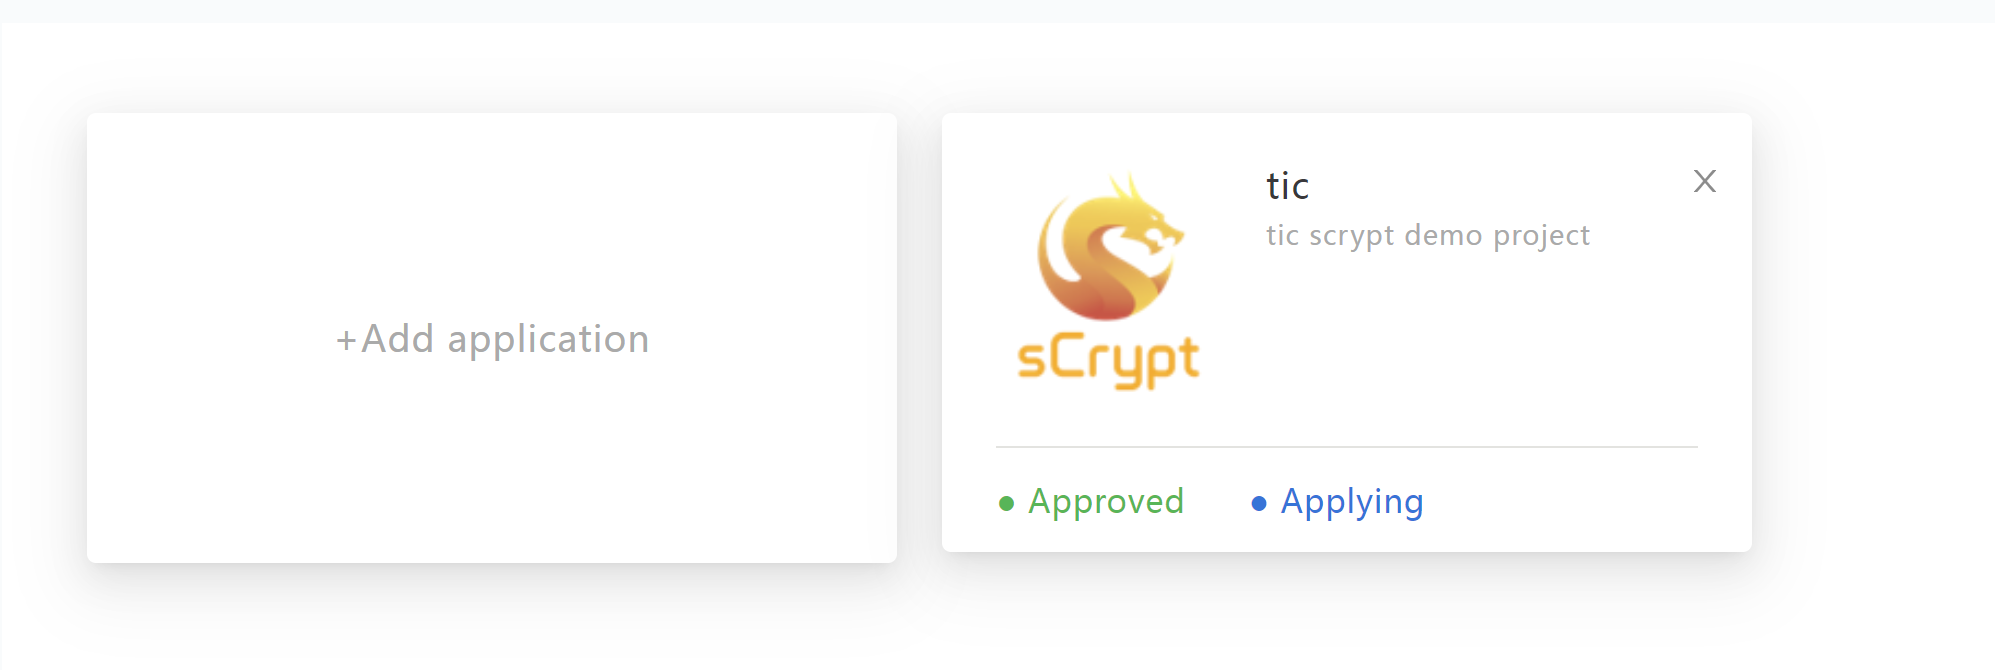 +Add application
tic
X
tic scrypt demo project
sCrypt
Approved
Applying